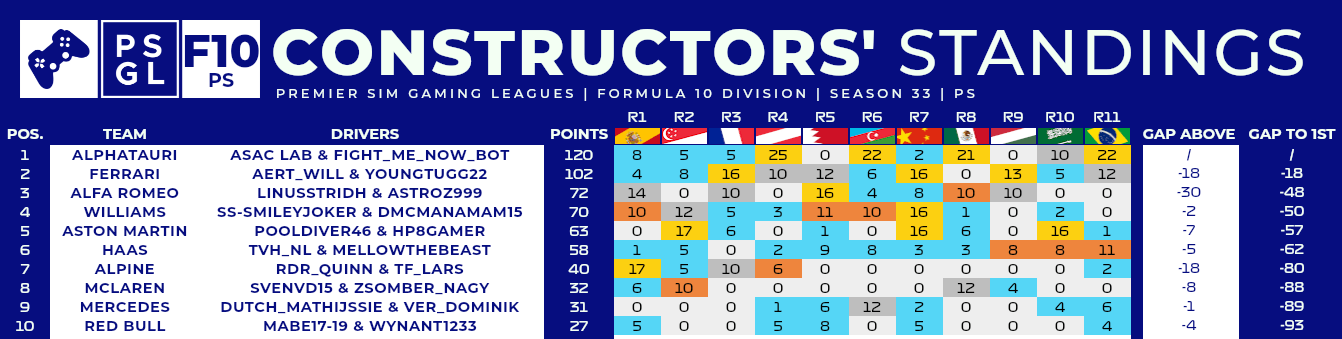 PS
GL
F10
PS
CONSTRUCTORS' STANDINGS
PREMIER SIM GAMING LEAGUES | FORMULA 10 DIVISION | SEASON 33 | PS
R1 R2 R3 R4 R5 R6 R7 R8 R9 R10 R11
POS. TEAM DRIVERS POINTS GAP ABOVE GAP TO 1ST
1 ALPHATAURI ASAC LAB & FIGHT_ME_NOW_BOT 120 8 5 5 25 0 22 2 21 0 10 22 / /
2 FERRARI AERT_WILL & YOUNGTUGG22 102 4 8 16 10 12 6 16 0 13 5 12 -18 -18
3 ALFA ROMEO LINUSSTRIDH & ASTROZ999 72 14 0 10 0 16 4 8 10 10 0 0 -30 -48
4 WILLIAMS SS-SMILEYJOKER & DMCMANAMAM15 70 10 12 5 3 11 10 16 1 0 2 0 -2 -50
5 ASTON MARTIN POOLDIVER46 & HP8GAMER 63 0 17 6 0 1 0 16 6 0 16 1 -7 -57
6 HAAS TVH_NL & MELLOWTHEBEAST 58 1 5 0 2 9 8 3 3 8 8 11 -5 -62
7 ALPINE RDR_QUINN & TF_LARS 40 17 5 10 6 0 0 0 0 0 0 2 -18 -80
8 MCLAREN SVENVD15 & ZSOMBER_NAGY 32 6 10 0 0 0 0 0 12 4 0 0 -8 -88
9 MERCEDES DUTCH_MATHIJSSIE & VER_DOMINIK 31 0 0 0 1 6 12 2 0 0 4 6 -1 -89
10 RED BULL MABE17-19 & WYNANT1233 27 5 0 0 5 8 0 5 0 0 0 4 -4 -93